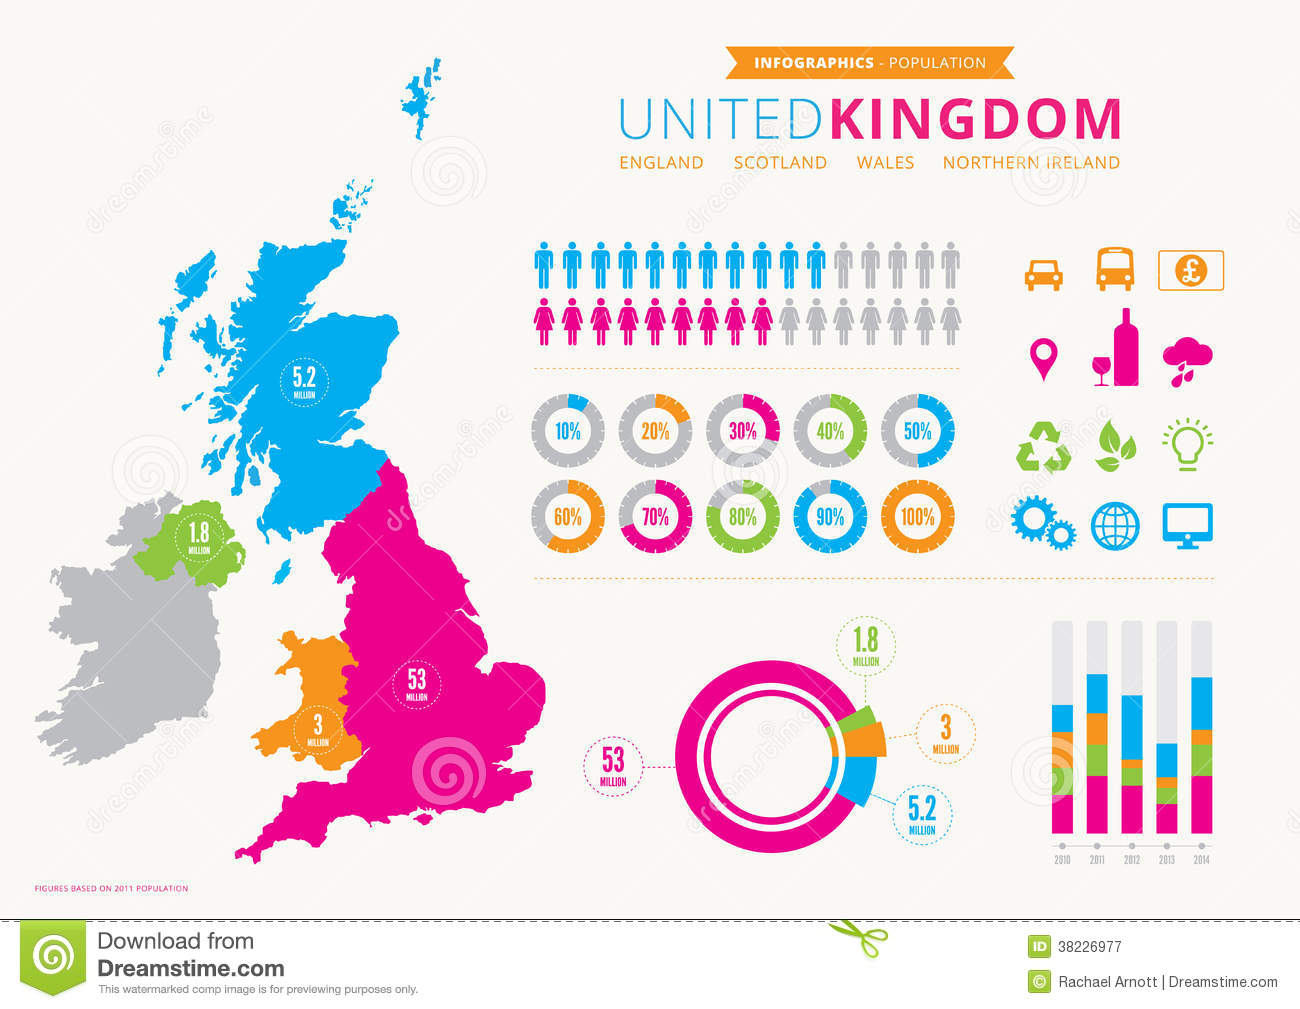 INFOGRAPHICS - POPULATION
UNITEDKINGDOM
ENGLAND SCOTLAND WALES NORTHERN IRELAND
5.2
MILLION
1.8
MILLION
53
MILLION
3
MILLION
10% 20% 30% 40% 50%
60% 70% 80% 90% 100%
£
1.8
MILLION
3
MILLION
53
MILLION
5.2
MILLION
2010 2011 2012 2013 2014
FIGURES BASED ON 2011 POPULATION
dreamstime
Download from
Dreamstime.com
This watermarked comp image is for previewing purposes only.
ID 38226977
© Rachael Arnott | Dreamstime.com